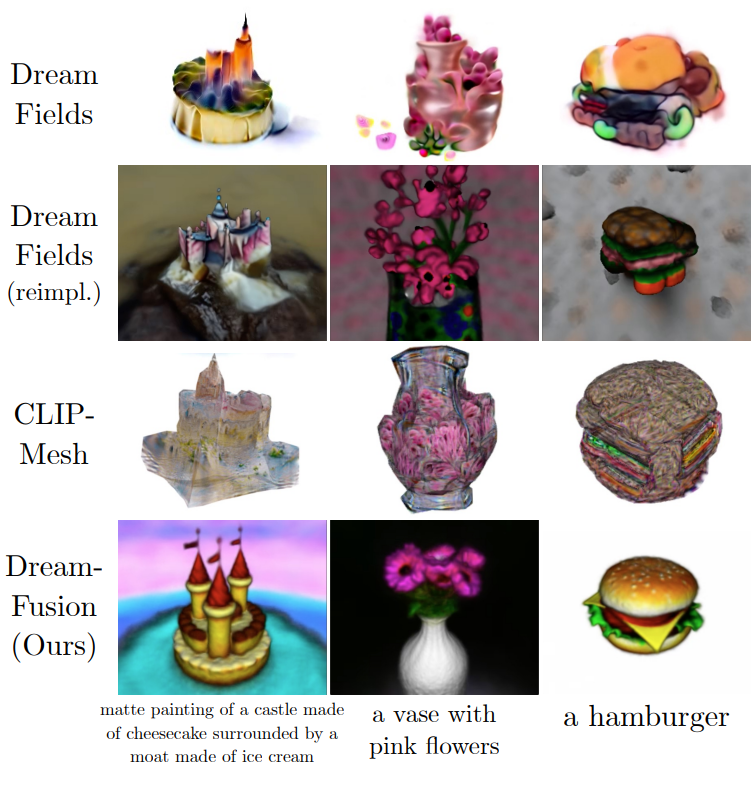 Dream
Fields
Dream
Fields
(reimpl.)
CLIP-
Mesh
Dream-
Fusion
(Ours)
matte painting of a castle made
of cheesecake surrounded by a
moat made of ice cream
a vase with
pink flowers
a hamburger